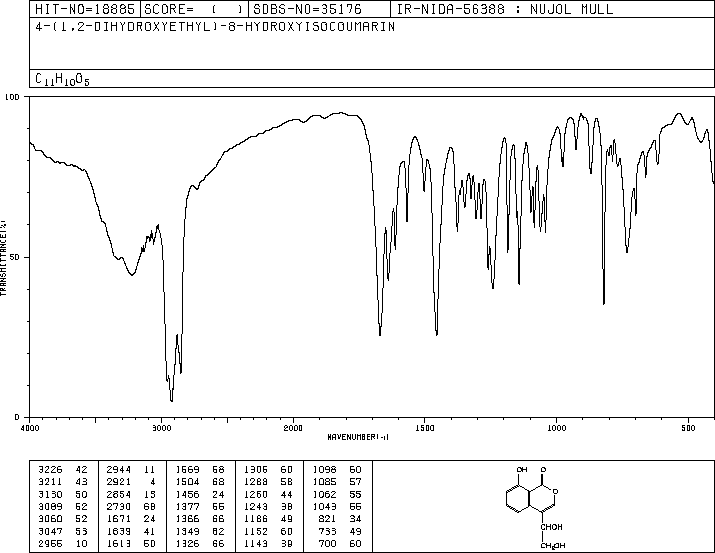 HIT-NO=18885 SCORE= ( ) SDBS-NO=35176 IR-NIDA-56388 : NUJOL MULL
4-(1,2-DIHYDROXYETHYL)-8-HYDROXYISOCOUMARIN
C11H10O5
100
50
0
TRANSMITTANCE(%)
4000 3000 2000 1500 1000 500
WAVENUMBER(-1)
3226 42 2944 11 1569 58 1306 60 1098 50
3211 43 2921 4 1504 68 1288 58 1085 57
3130 50 2854 15 1456 24 1260 44 1062 55
3089 52 2730 68 1377 55 1243 38 1049 55
3060 52 1671 24 1366 66 1186 49 821 34
3047 53 1639 41 1349 62 1152 60 733 49
2955 10 1613 50 1326 66 1143 39 700 60
OH O
O
CHOH
CH2OH